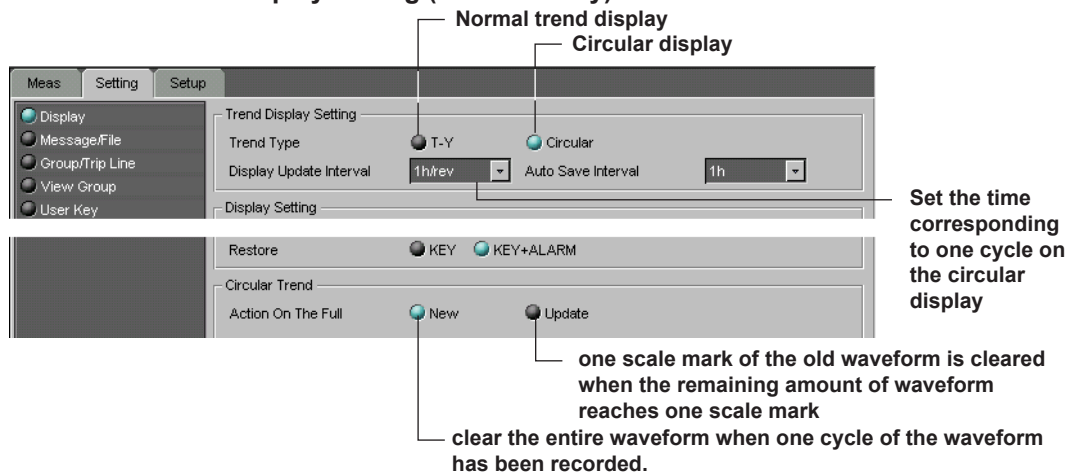 Normal trend display
Circular display
Meas Setting Setup
Display
Message/File
Group/Trip Line
View Group
User Key
Trend Display Setting
Trend Type T-Y Circular
Display Update Interval 1h/rev Auto Save Interval 1h
Display Setting
Restore KEY KEY+ALARM
Circular Trend
Action On The Full New Update
Set the time
corresponding
to one cycle on
the circular
display
one scale mark of the old waveform is cleared
when the remaining amount of waveform
reaches one scale mark
clear the entire waveform when one cycle of the waveform
has been recorded.